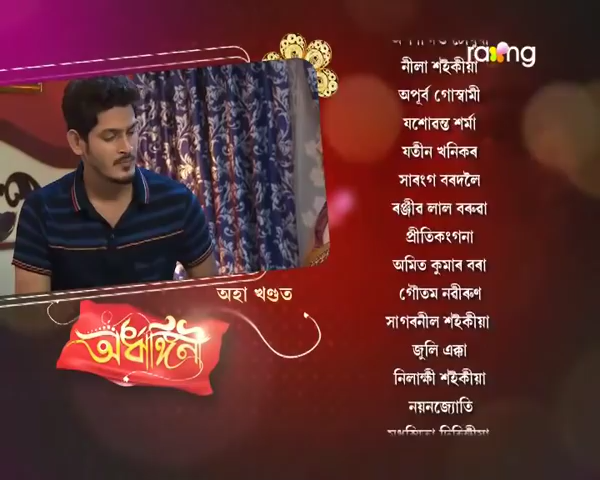 rang
নীলা শইকীয়া
অপূৰ্ব গোস্বামী
যশোৱন্ত শৰ্মা
যতীন খনিকৰ
সাৰংগ বৰদলৈ
ৰঞ্জীৱ লাল বৰুৱা
প্ৰীতিকংগনা
অমিত কুমাৰ বৰা
গৌতম নৱীৰুণ
সাগৰনীল শইকীয়া
জুলি এক্কা
নিলাক্ষী শইকীয়া
নয়নজ্যোতি
অহা খণ্ডত
অৰ্ধাঙ্গিনী